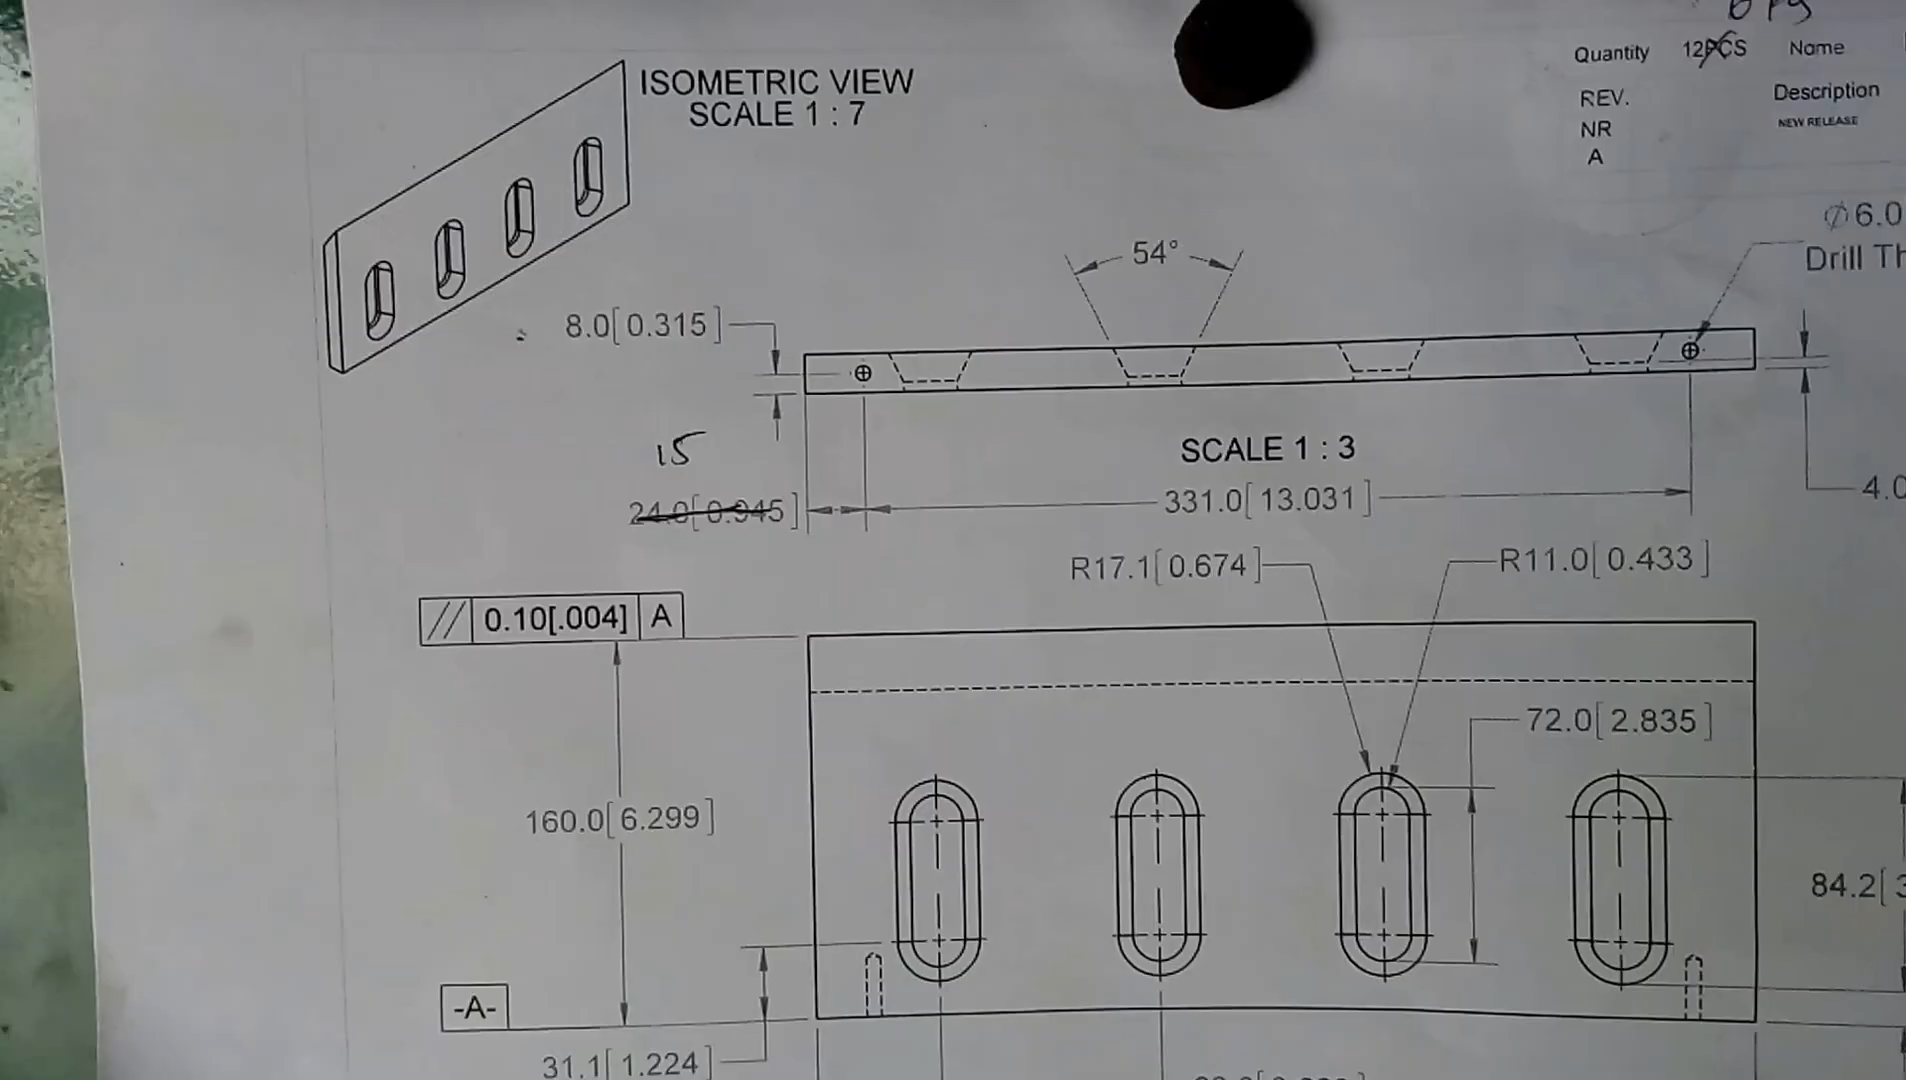 ISOMETRIC VIEW
SCALE 1 : 7
Quantity 12PCS Name
REV. Description
NR NEW RELEASE
A
Ø6.0
Drill
54°
8.0[0.315]
15
24.0[0.945]
SCALE 1 : 3
331.0[13.031]
4.0
R17.1[0.674]
R11.0[0.433]
// 0.10[.004] A
72.0[2.835]
160.0[6.299]
84.2[
-A-
31.1[1.224]